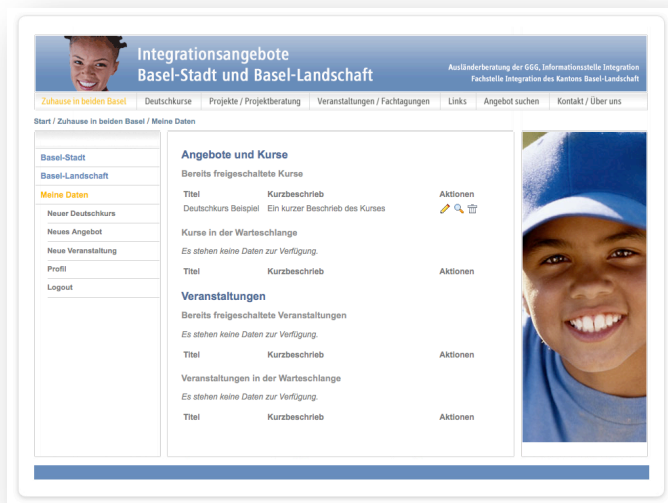 Integrationsangebote
Basel-Stadt und Basel-Landschaft
Ausländerberatung der GGG, Informationsstelle Integration
Fachstelle Integration des Kantons Basel-Landschaft
Zuhause in beiden Basel Deutschkurse Projekte / Projektberatung Veranstaltungen / Fachtagungen Links Angebot suchen Kontakt / Über uns
Start / Zuhause in beiden Basel / Meine Daten
Basel-Stadt
Basel-Landschaft
Meine Daten
Neuer Deutschkurs
Neues Angebot
Neue Veranstaltung
Profil
Logout
Angebote und Kurse
Bereits freigeschaltete Kurse
Titel Kurzbeschrieb Aktionen
Deutschkurs Beispiel Ein kurzer Beschrieb des Kurses
Kurse in der Warteschlange
Es stehen keine Daten zur Verfügung.
Titel Kurzbeschrieb Aktionen
Veranstaltungen
Bereits freigeschaltete Veranstaltungen
Es stehen keine Daten zur Verfügung.
Titel Kurzbeschrieb Aktionen
Veranstaltungen in der Warteschlange
Es stehen keine Daten zur Verfügung.
Titel Kurzbeschrieb Aktionen